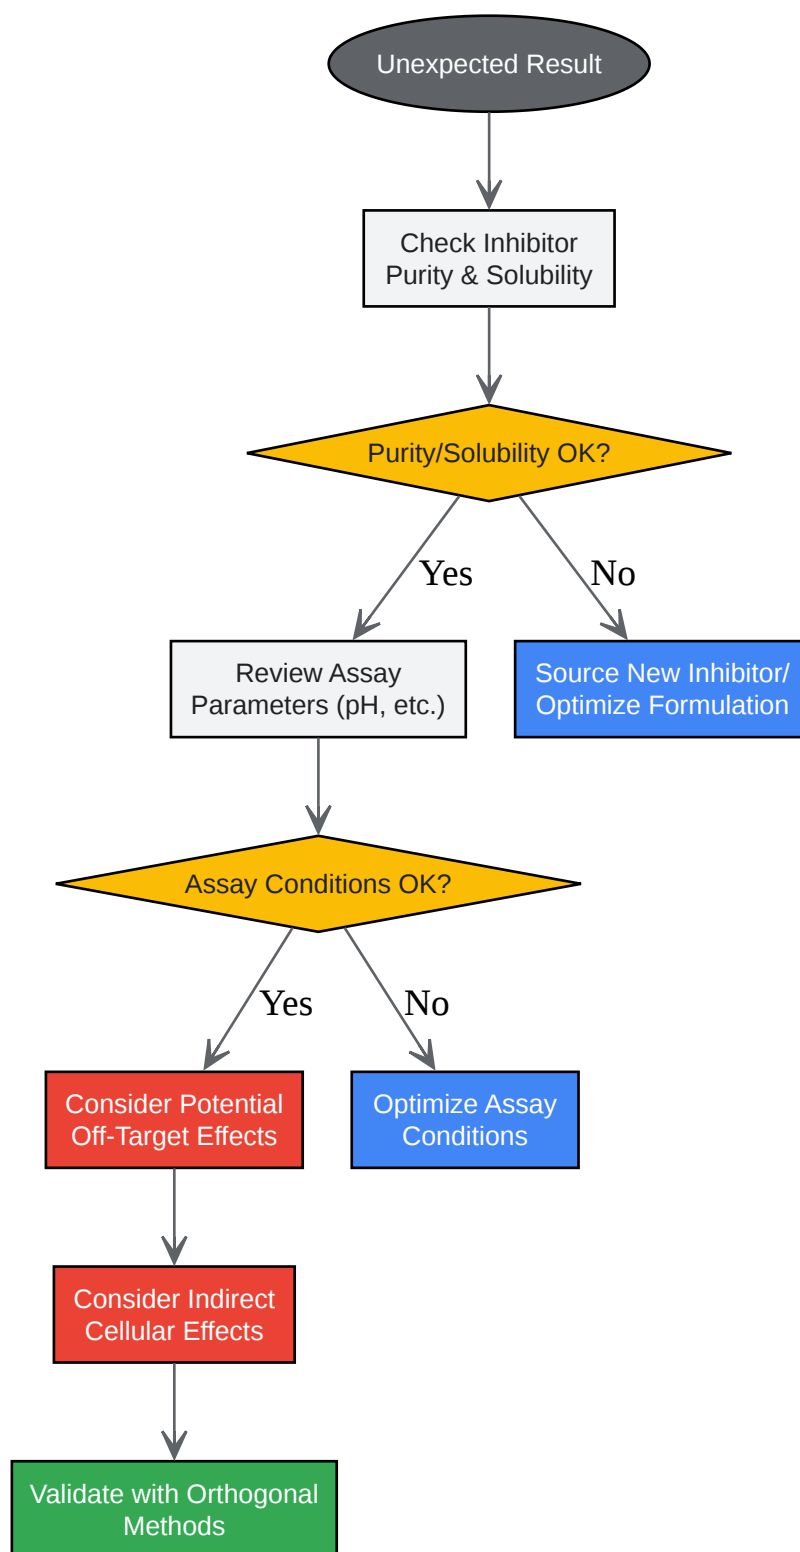 Unexpected Result
Check Inhibitor
Purity & Solubility
Purity/Solubility OK?
Yes
No
Review Assay
Parameters (pH, etc.)
Source New Inhibitor/
Optimize Formulation
Assay Conditions OK?
Yes
No
Consider Potential
Off-Target Effects
Optimize Assay
Conditions
Consider Indirect
Cellular Effects
Validate with Orthogonal
Methods